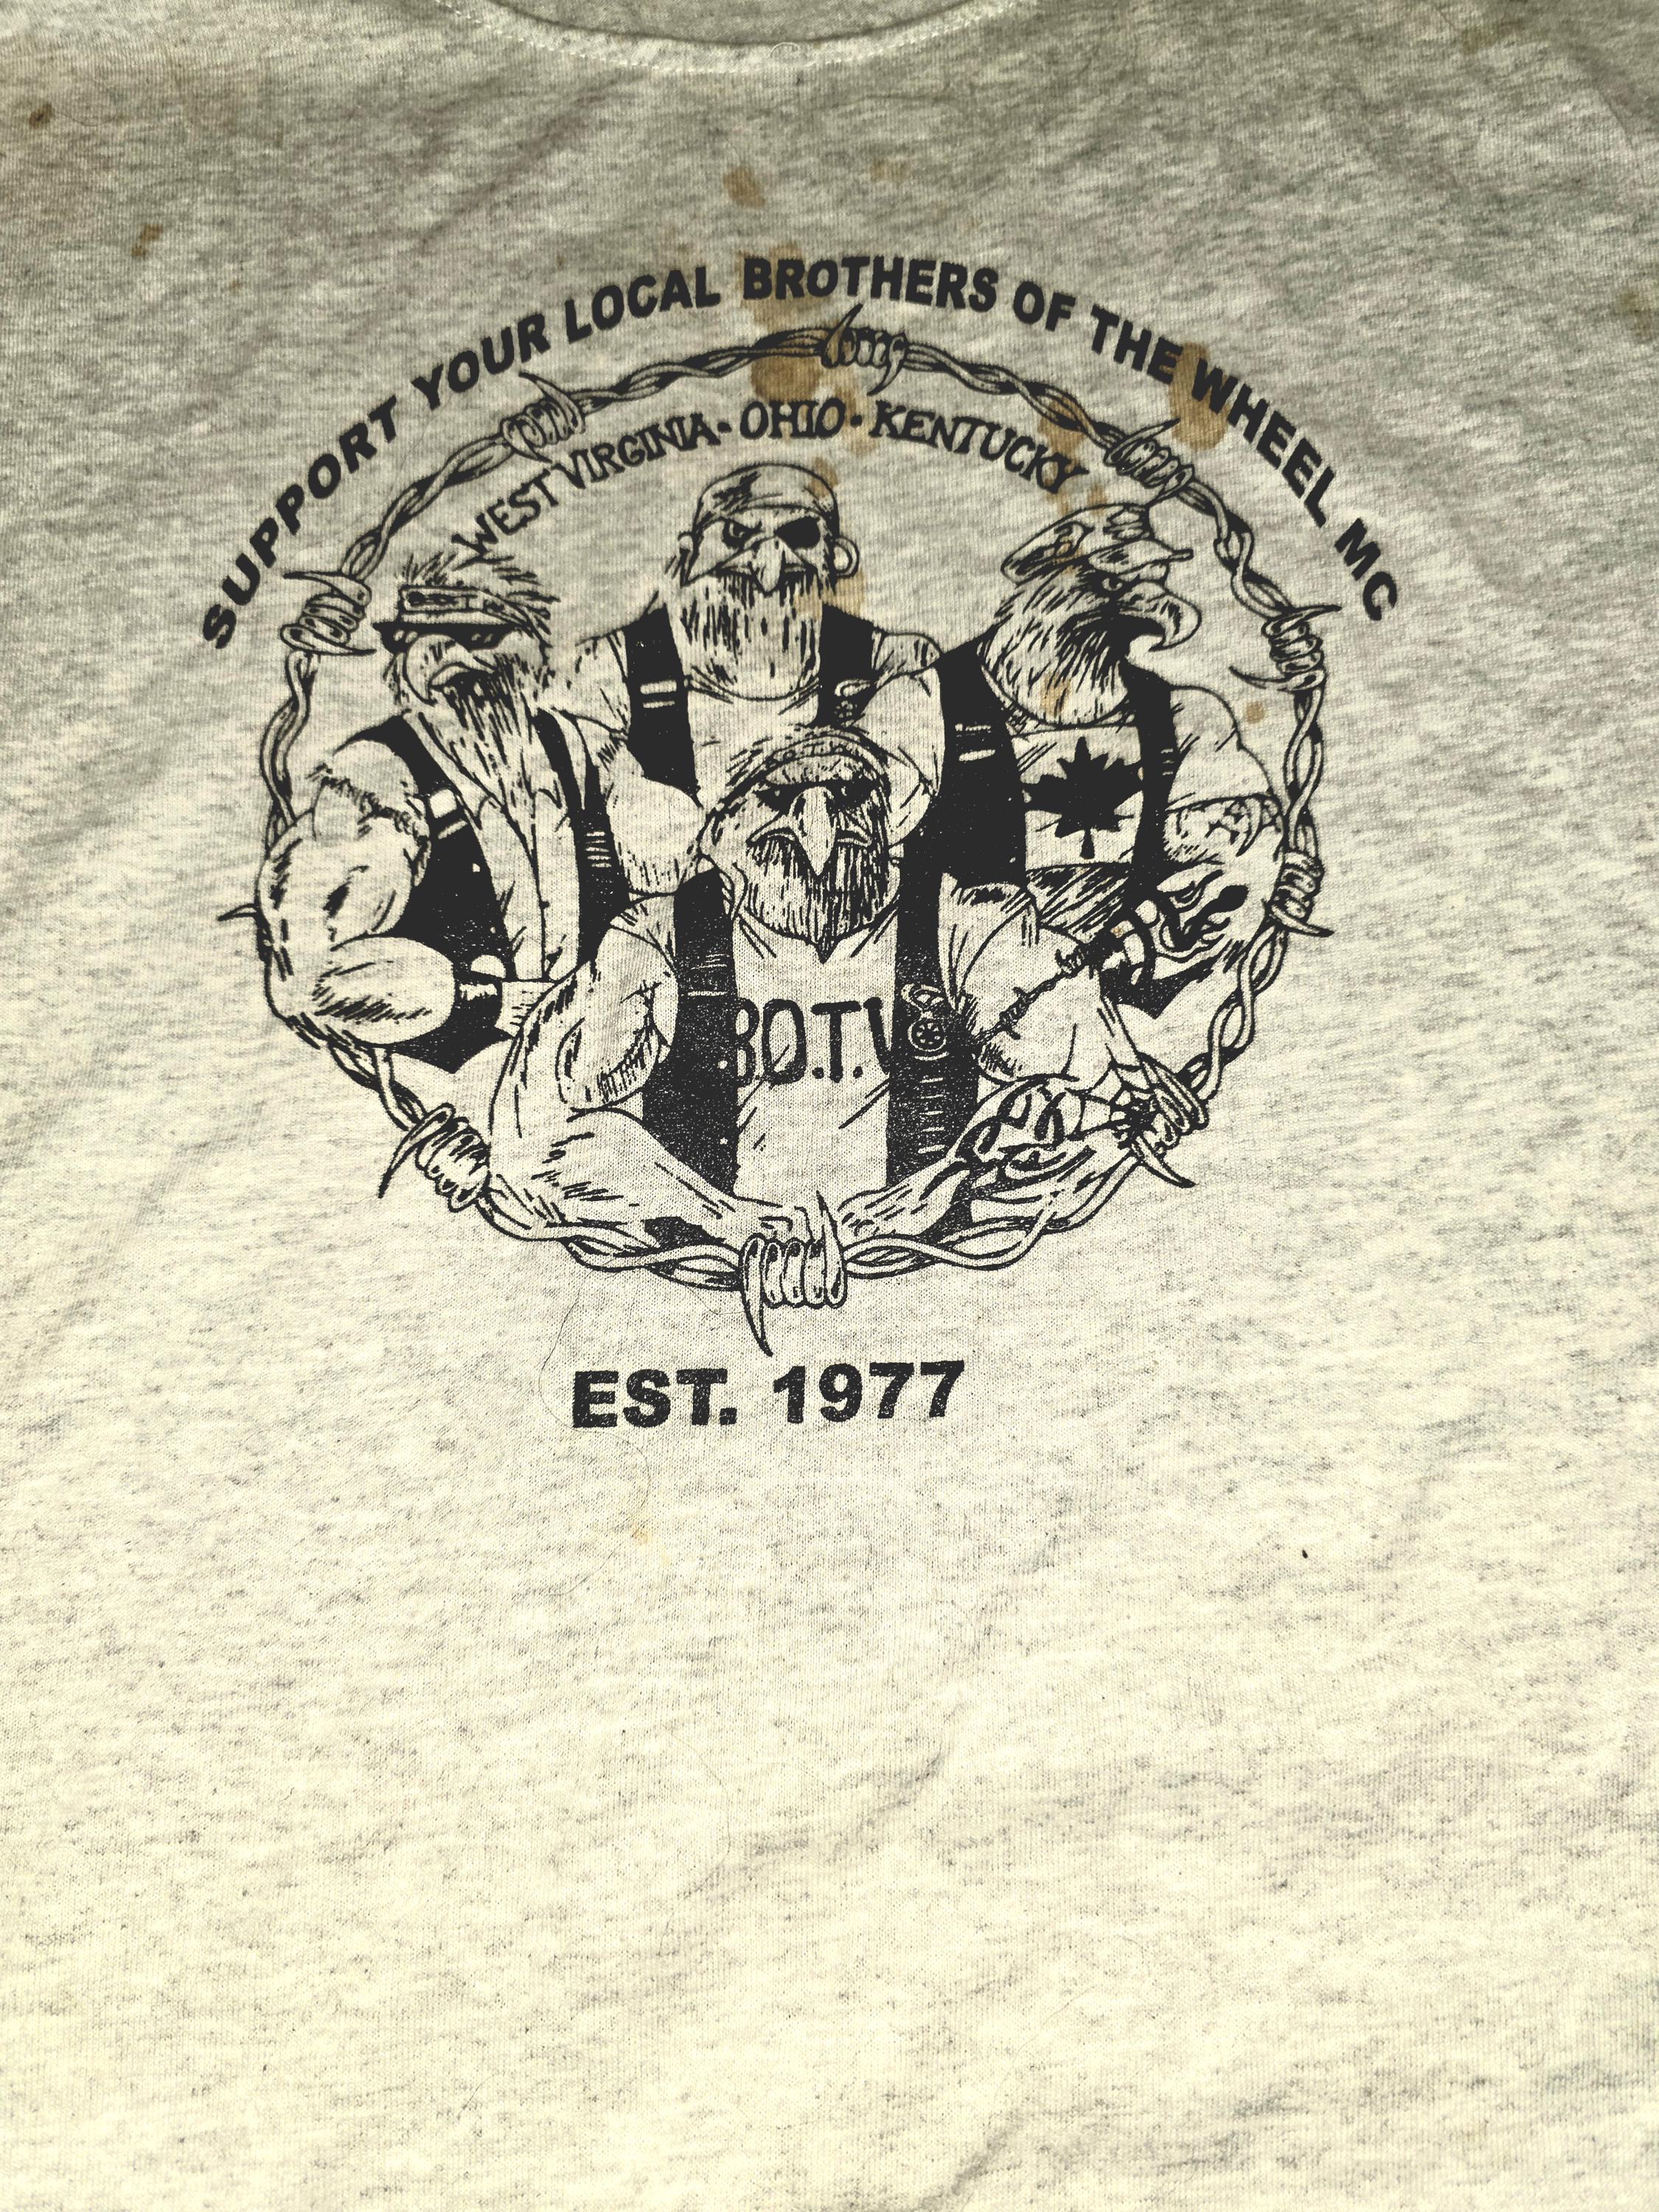 SUPPORT YOUR LOCAL BROTHERS OF THE WHEEL MC
WEST VIRGINIA · OHIO · KENTUCKY
B.O.T.W
EST. 1977